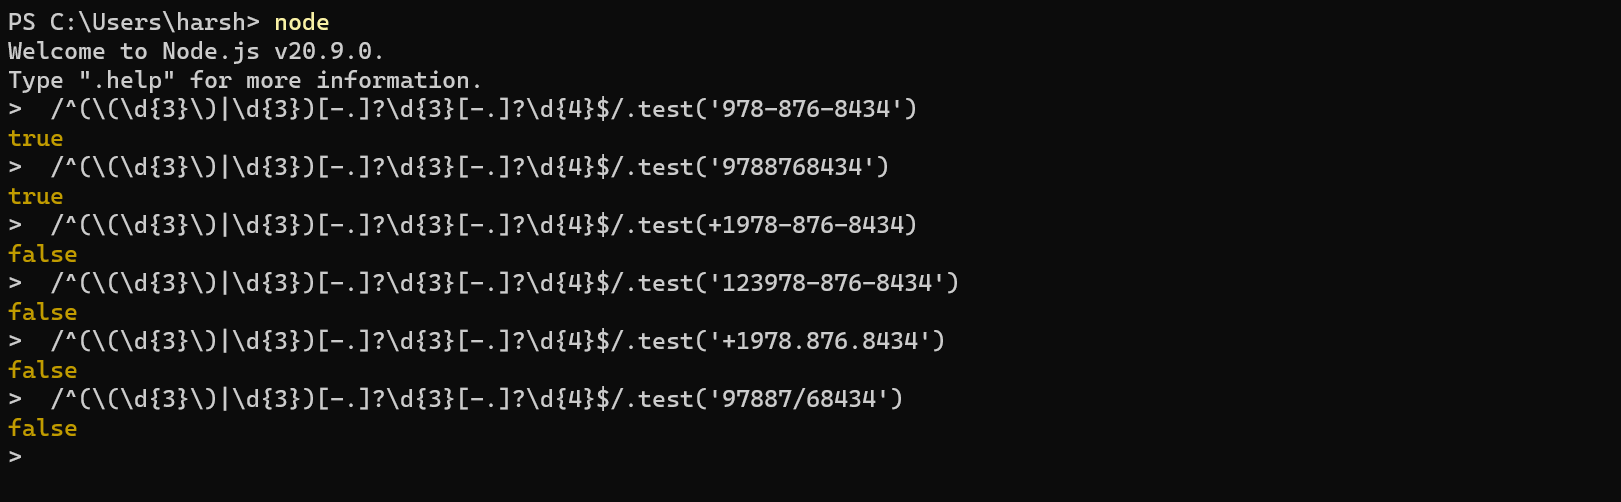 PS C:\Users\harsh> node
Welcome to Node.js v20.9.0.
Type ".help" for more information.
>  /^(\(\d{3}\)|\d{3})[-.]?\d{3}[-.]?\d{4}$/.test('978-876-8434')
true
>  /^(\(\d{3}\)|\d{3})[-.]?\d{3}[-.]?\d{4}$/.test('9788768434')
true
>  /^(\(\d{3}\)|\d{3})[-.]?\d{3}[-.]?\d{4}$/.test(+1978-876-8434)
false
>  /^(\(\d{3}\)|\d{3})[-.]?\d{3}[-.]?\d{4}$/.test('123978-876-8434')
false
>  /^(\(\d{3}\)|\d{3})[-.]?\d{3}[-.]?\d{4}$/.test('+1978.876.8434')
false
>  /^(\(\d{3}\)|\d{3})[-.]?\d{3}[-.]?\d{4}$/.test('97887/68434')
false
>